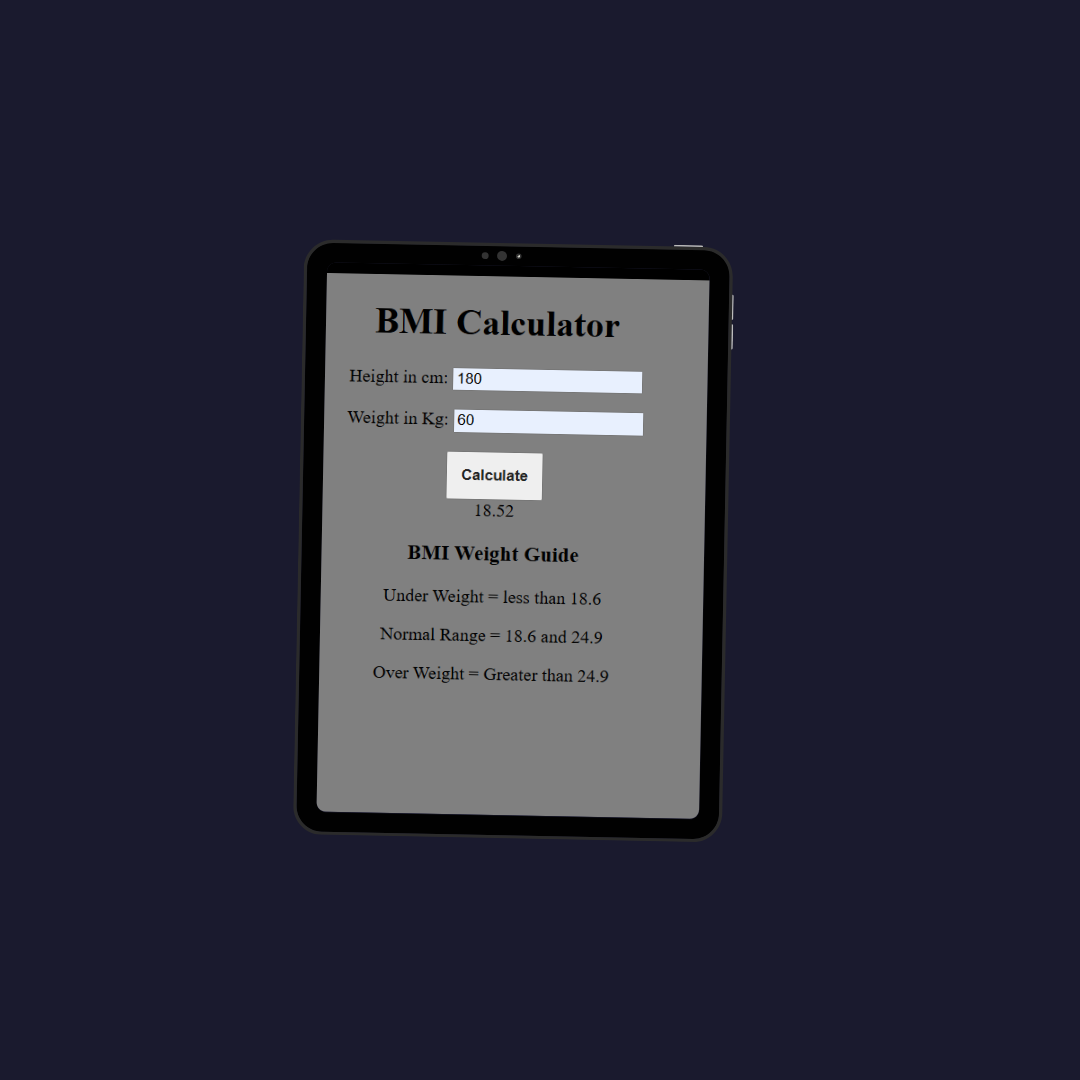 BMI Calculator
Height in cm: 180
Weight in Kg: 60
Calculate
18.52
BMI Weight Guide
Under Weight = less than 18.6
Normal Range = 18.6 and 24.9
Over Weight = Greater than 24.9